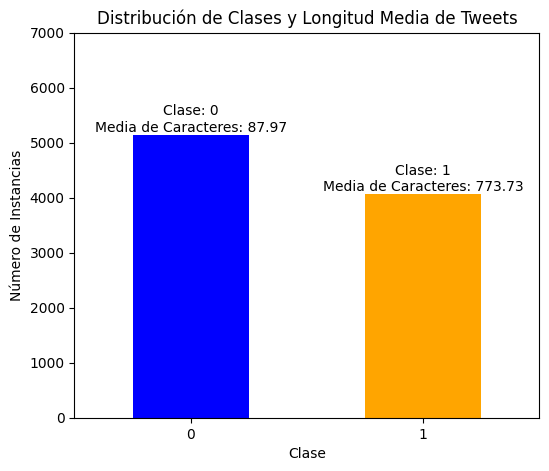 Distribución de Clases y Longitud Media de Tweets
7000
6000
5000
4000
3000
2000
1000
0
Número de Instancias
Clase: 0
Media de Caracteres: 87.97
Clase: 1
Media de Caracteres: 773.73
0
1
Clase